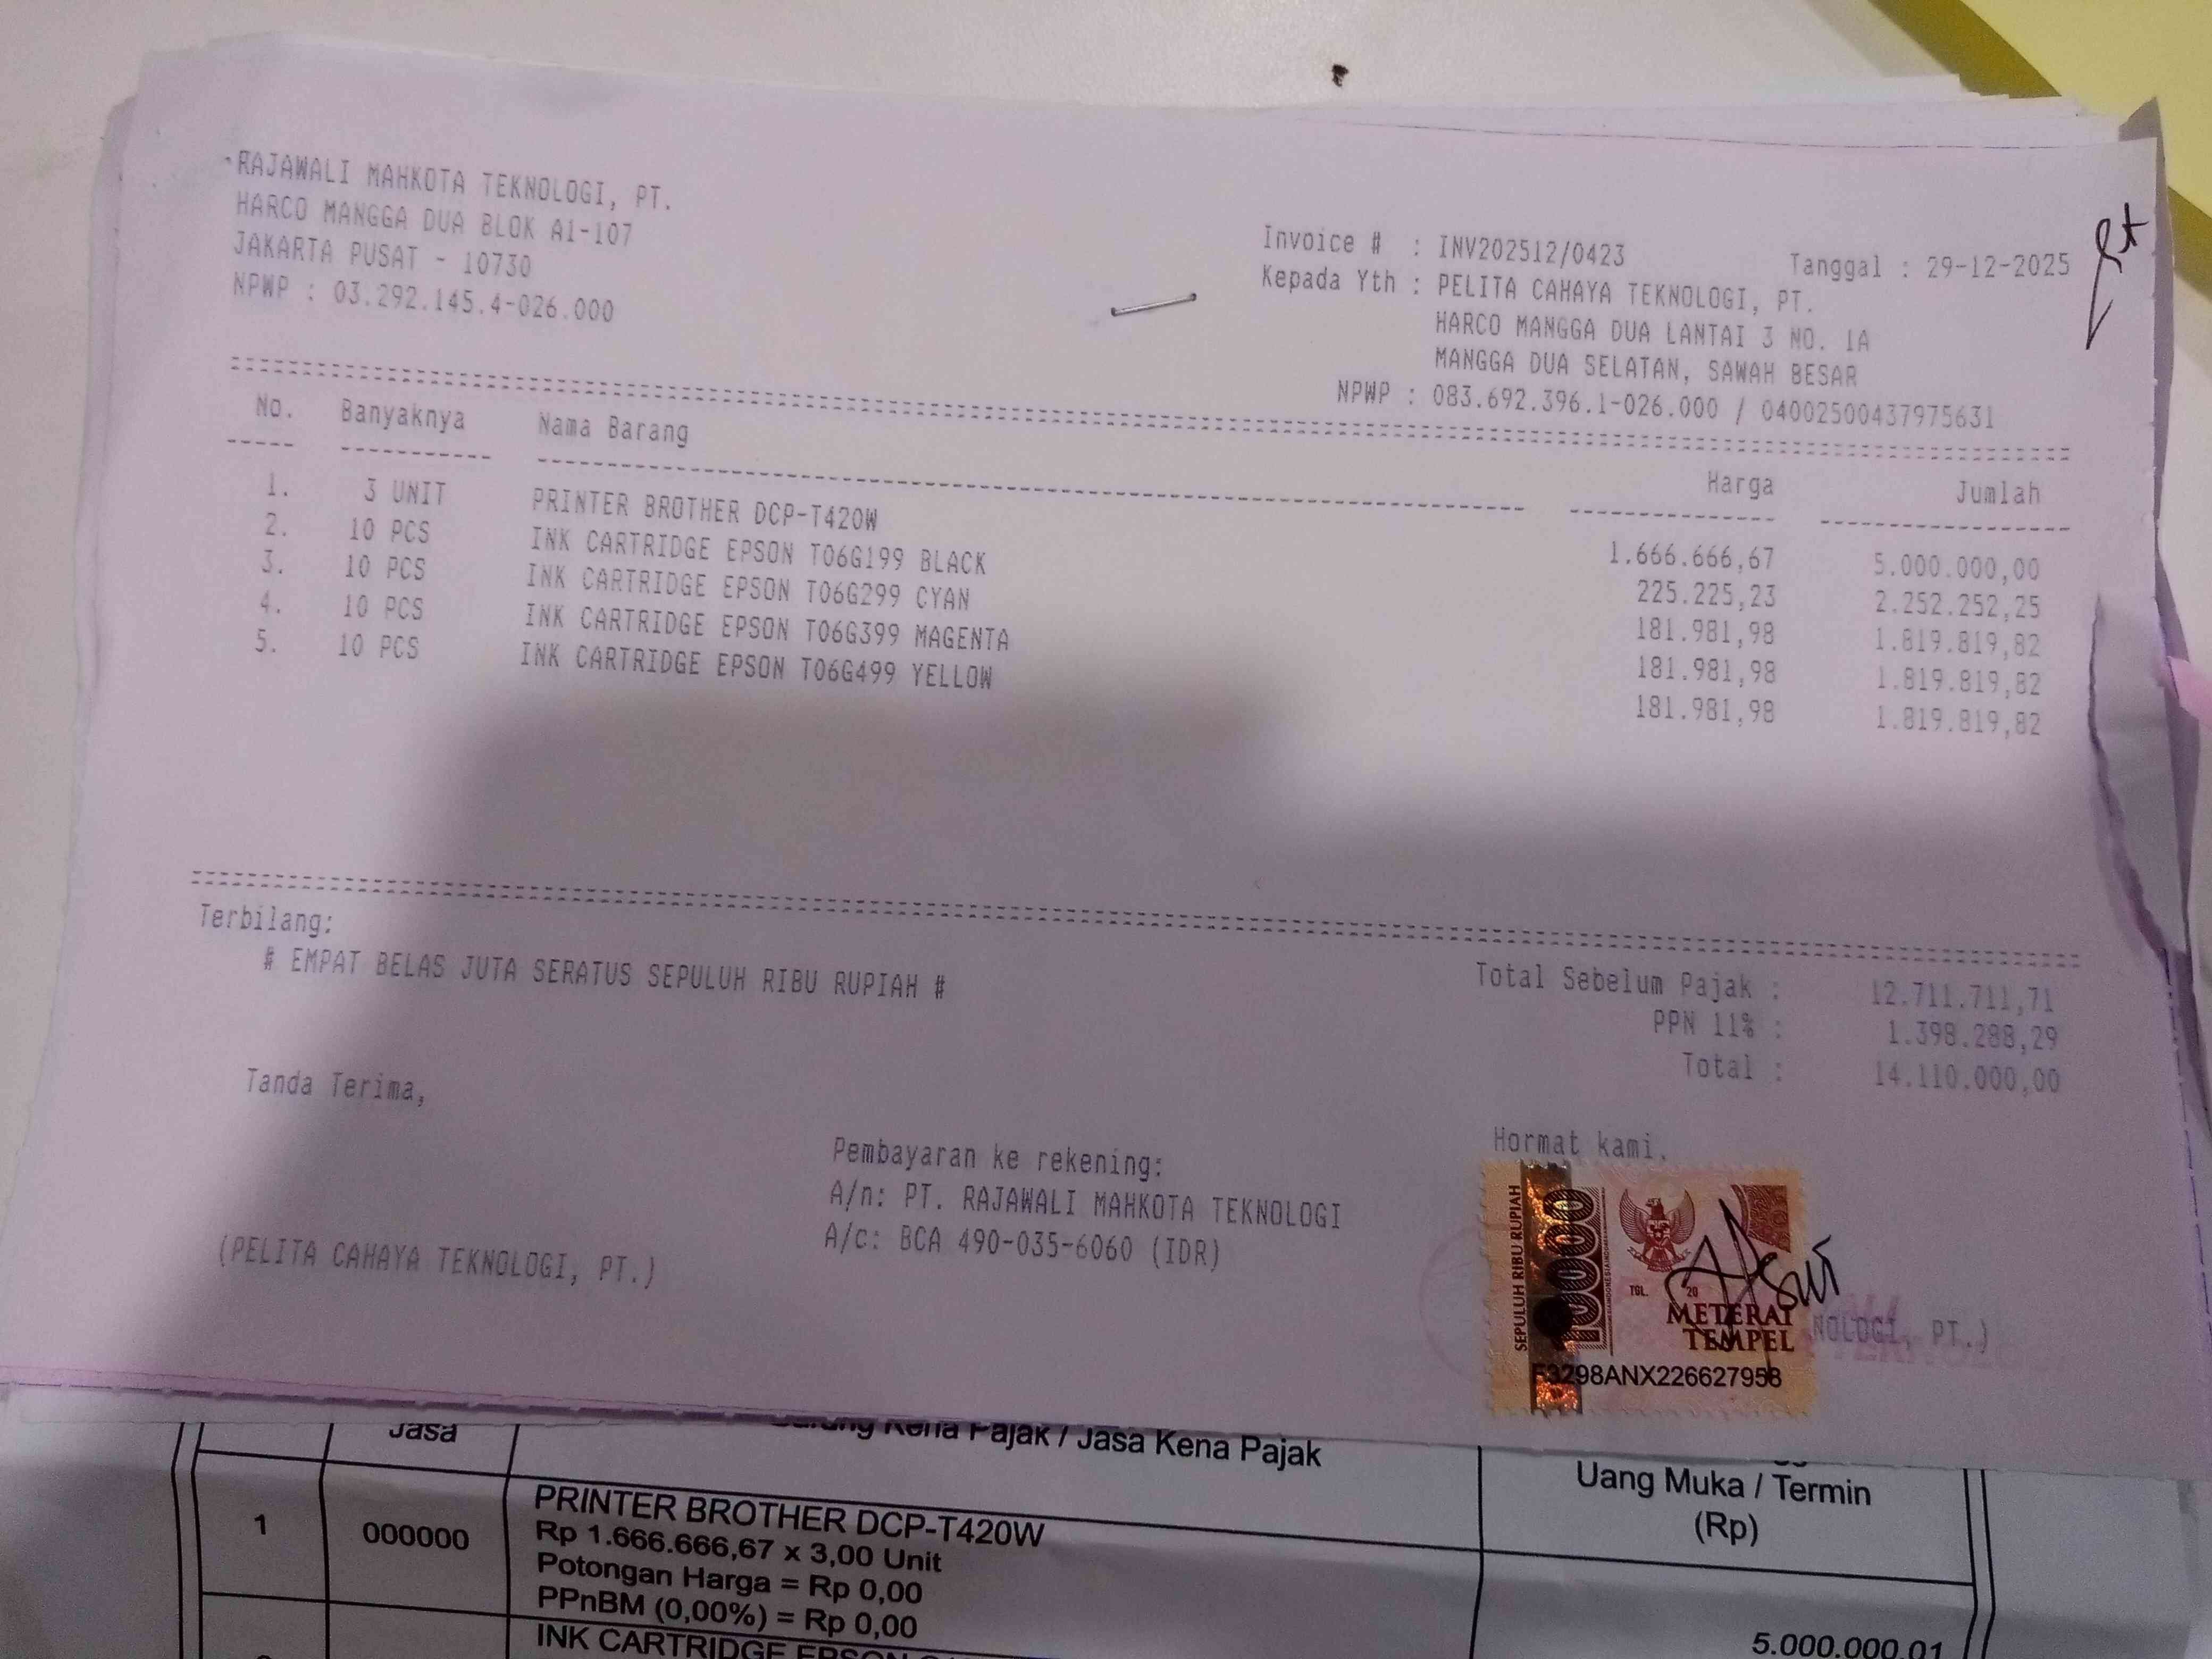 RAJAWALI MAHKOTA TEKNOLOGI, PT.
HARCO MANGGA DUA BLOK A1-107
JAKARTA PUSAT - 10730
NPWP : 03.292.145.4-026.000
Invoice # : INV202512/0423 Tanggal : 29-12-2025
Kepada Yth : PELITA CAHAYA TEKNOLOGI, PT.
HARCO MANGGA DUA LANTAI 3 NO. 1A
MANGGA DUA SELATAN, SAWAH BESAR
NPWP : 083.692.396.1-026.000 / 04002500437975631
No. Banyaknya Nama Barang Harga Jumlah
1. 3 UNIT PRINTER BROTHER DCP-T420W 1.666.666,67 5.000.000,00
2. 10 PCS INK CARTRIDGE EPSON T06G199 BLACK 225.225,23 2.252.252,25
3. 10 PCS INK CARTRIDGE EPSON T06G299 CYAN 181.981,98 1.819.819,82
4. 10 PCS INK CARTRIDGE EPSON T06G399 MAGENTA 181.981,98 1.819.819,82
5. 10 PCS INK CARTRIDGE EPSON T06G499 YELLOW 181.981,98 1.819.819,82
Terbilang:
# EMPAT BELAS JUTA SERATUS SEPULUH RIBU RUPIAH #
Total Sebelum Pajak : 12.711.711,71
PPN 11% : 1.398.288,29
Total : 14.110.000,00
Tanda Terima,
(PELITA CAHAYA TEKNOLOGI, PT.)
Pembayaran ke rekening:
A/n: PT. RAJAWALI MAHKOTA TEKNOLOGI
A/c: BCA 490-035-6060 (IDR)
Hormat kami,
SEPULUH RIBU RUPIAH
10000
TGL. 20
METERAI
TEMPEL
NOLOGI, PT.)
F3298ANX226627958
Jasa
Barang Kena Pajak / Jasa Kena Pajak
Uang Muka / Termin
(Rp)
1 000000 PRINTER BROTHER DCP-T420W
Rp 1.666.666,67 x 3,00 Unit
Potongan Harga = Rp 0,00
PPnBM (0,00%) = Rp 0,00
5.000.000,01
INK CARTRIDGE EPSON